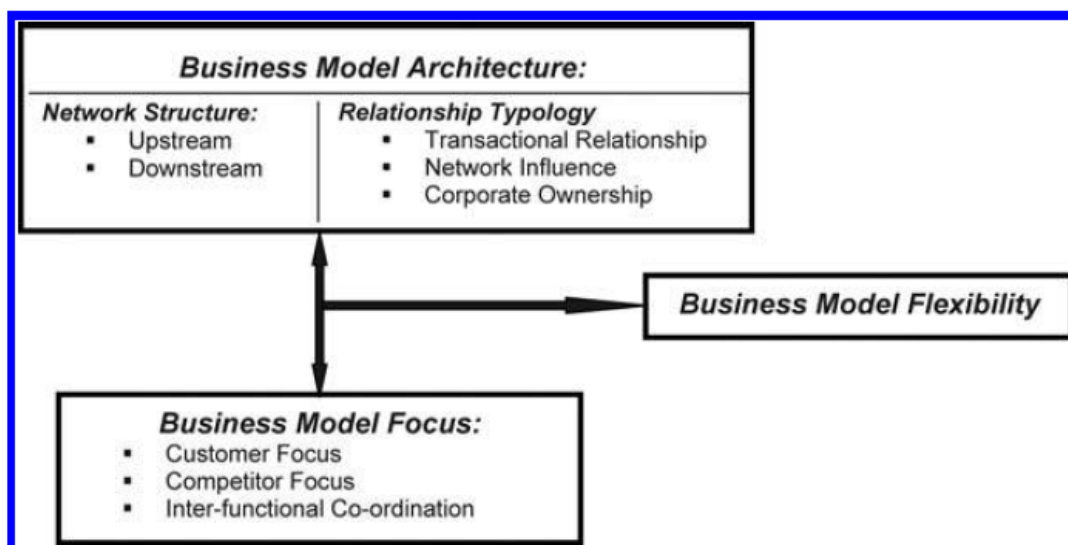 Business Model Architecture:
Network Structure:
▪ Upstream
▪ Downstream
Relationship Typology
▪ Transactional Relationship
▪ Network Influence
▪ Corporate Ownership
Business Model Flexibility
Business Model Focus:
▪ Customer Focus
▪ Competitor Focus
▪ Inter-functional Co-ordination